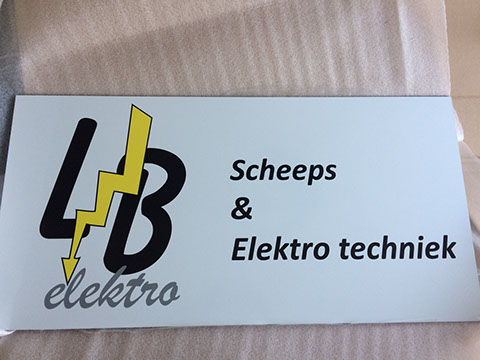 LB
elektro
Scheeps
&
Elektro techniek